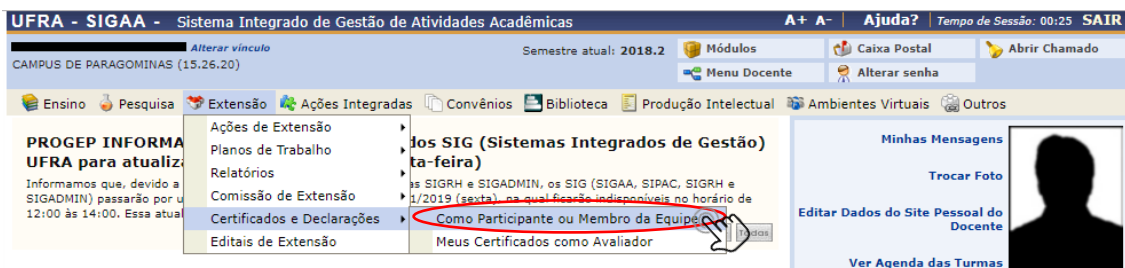 UFRA - SIGAA - Sistema Integrado de Gestão de Atividades Acadêmicas A+ A- | Ajuda? | Tempo de Sessão: 00:25 SAIR
Alterar vínculo Semestre atual: 2018.2 Módulos Caixa Postal Abrir Chamado
CAMPUS DE PARAGOMINAS (15.26.20) Menu Docente Alterar senha
Ensino Pesquisa Extensão Ações Integradas Convênios Biblioteca Produção Intelectual Ambientes Virtuais Outros
Ações de Extensão
Planos de Trabalho
Relatórios
Comissão de Extensão
Certificados e Declarações
Editais de Extensão
Como Participante ou Membro da Equipe
Meus Certificados como Avaliador
PROGEP INFORMA dos SIG (Sistemas Integrados de Gestão)
UFRA para atualiz ta-feira)
Informamos que, devido a as SIGRH e SIGADMIN, os SIG (SIGAA, SIPAC, SIGRH e
SIGADMIN) passarão por u 1/2019 (sexta), na qual ficarão indisponíveis no horário de
12:00 às 14:00. Essa atual
Todas
Minhas Mensagens
Trocar Foto
Editar Dados do Site Pessoal do
Docente
Ver Agenda das Turmas